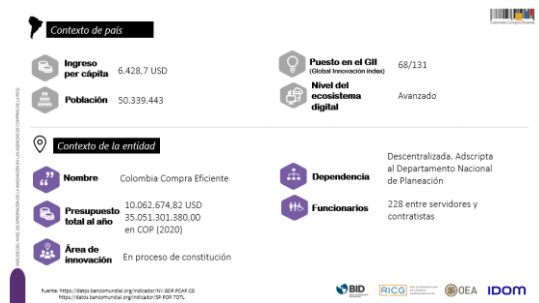 Contexto de país
Ingreso
per cápita
6.428,7 USD
Población
50.339.443
Puesto en el GII
(Global Innovation Index)
68/131
Nivel del
ecosistema
digital
Avanzado
Contexto de la entidad
Nombre
Colombia Compra Eficiente
Presupuesto
total al año
10.062.674,82 USD
35.051.301.380,00
en COP (2020)
Área de
innovación
En proceso de constitución
Dependencia
Descentralizada. Adscripta
al Departamento Nacional
de Planeación
Funcionarios
228 entre servidores y
contratistas
Fuente: https://datos.bancomundial.org/indicador/NY.GDP.PCAP.CD
https://datos.bancomundial.org/indicador/SP.POP.TOTL
BID
RICG
OEA
IDOM